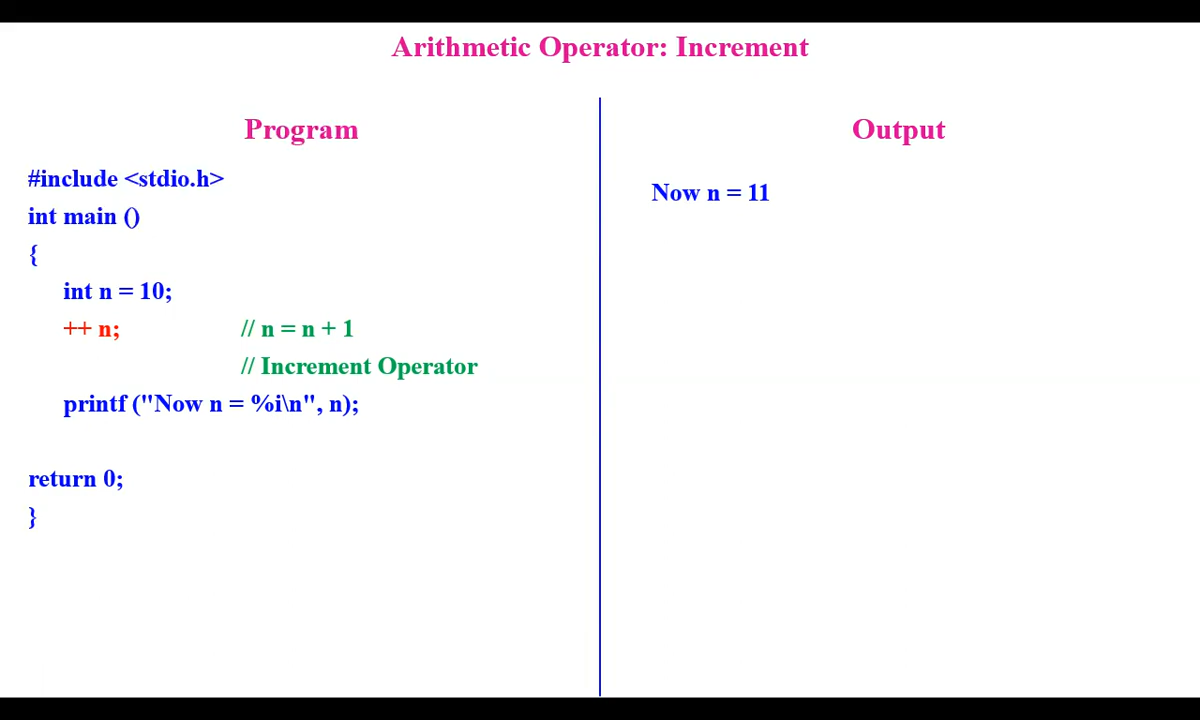 Arithmetic Operator: Increment
Program
#include <stdio.h>
int main ()
{
int n = 10;
++ n; // n = n + 1
// Increment Operator
printf ("Now n = %i\n", n);
return 0;
}
Output
Now n = 11